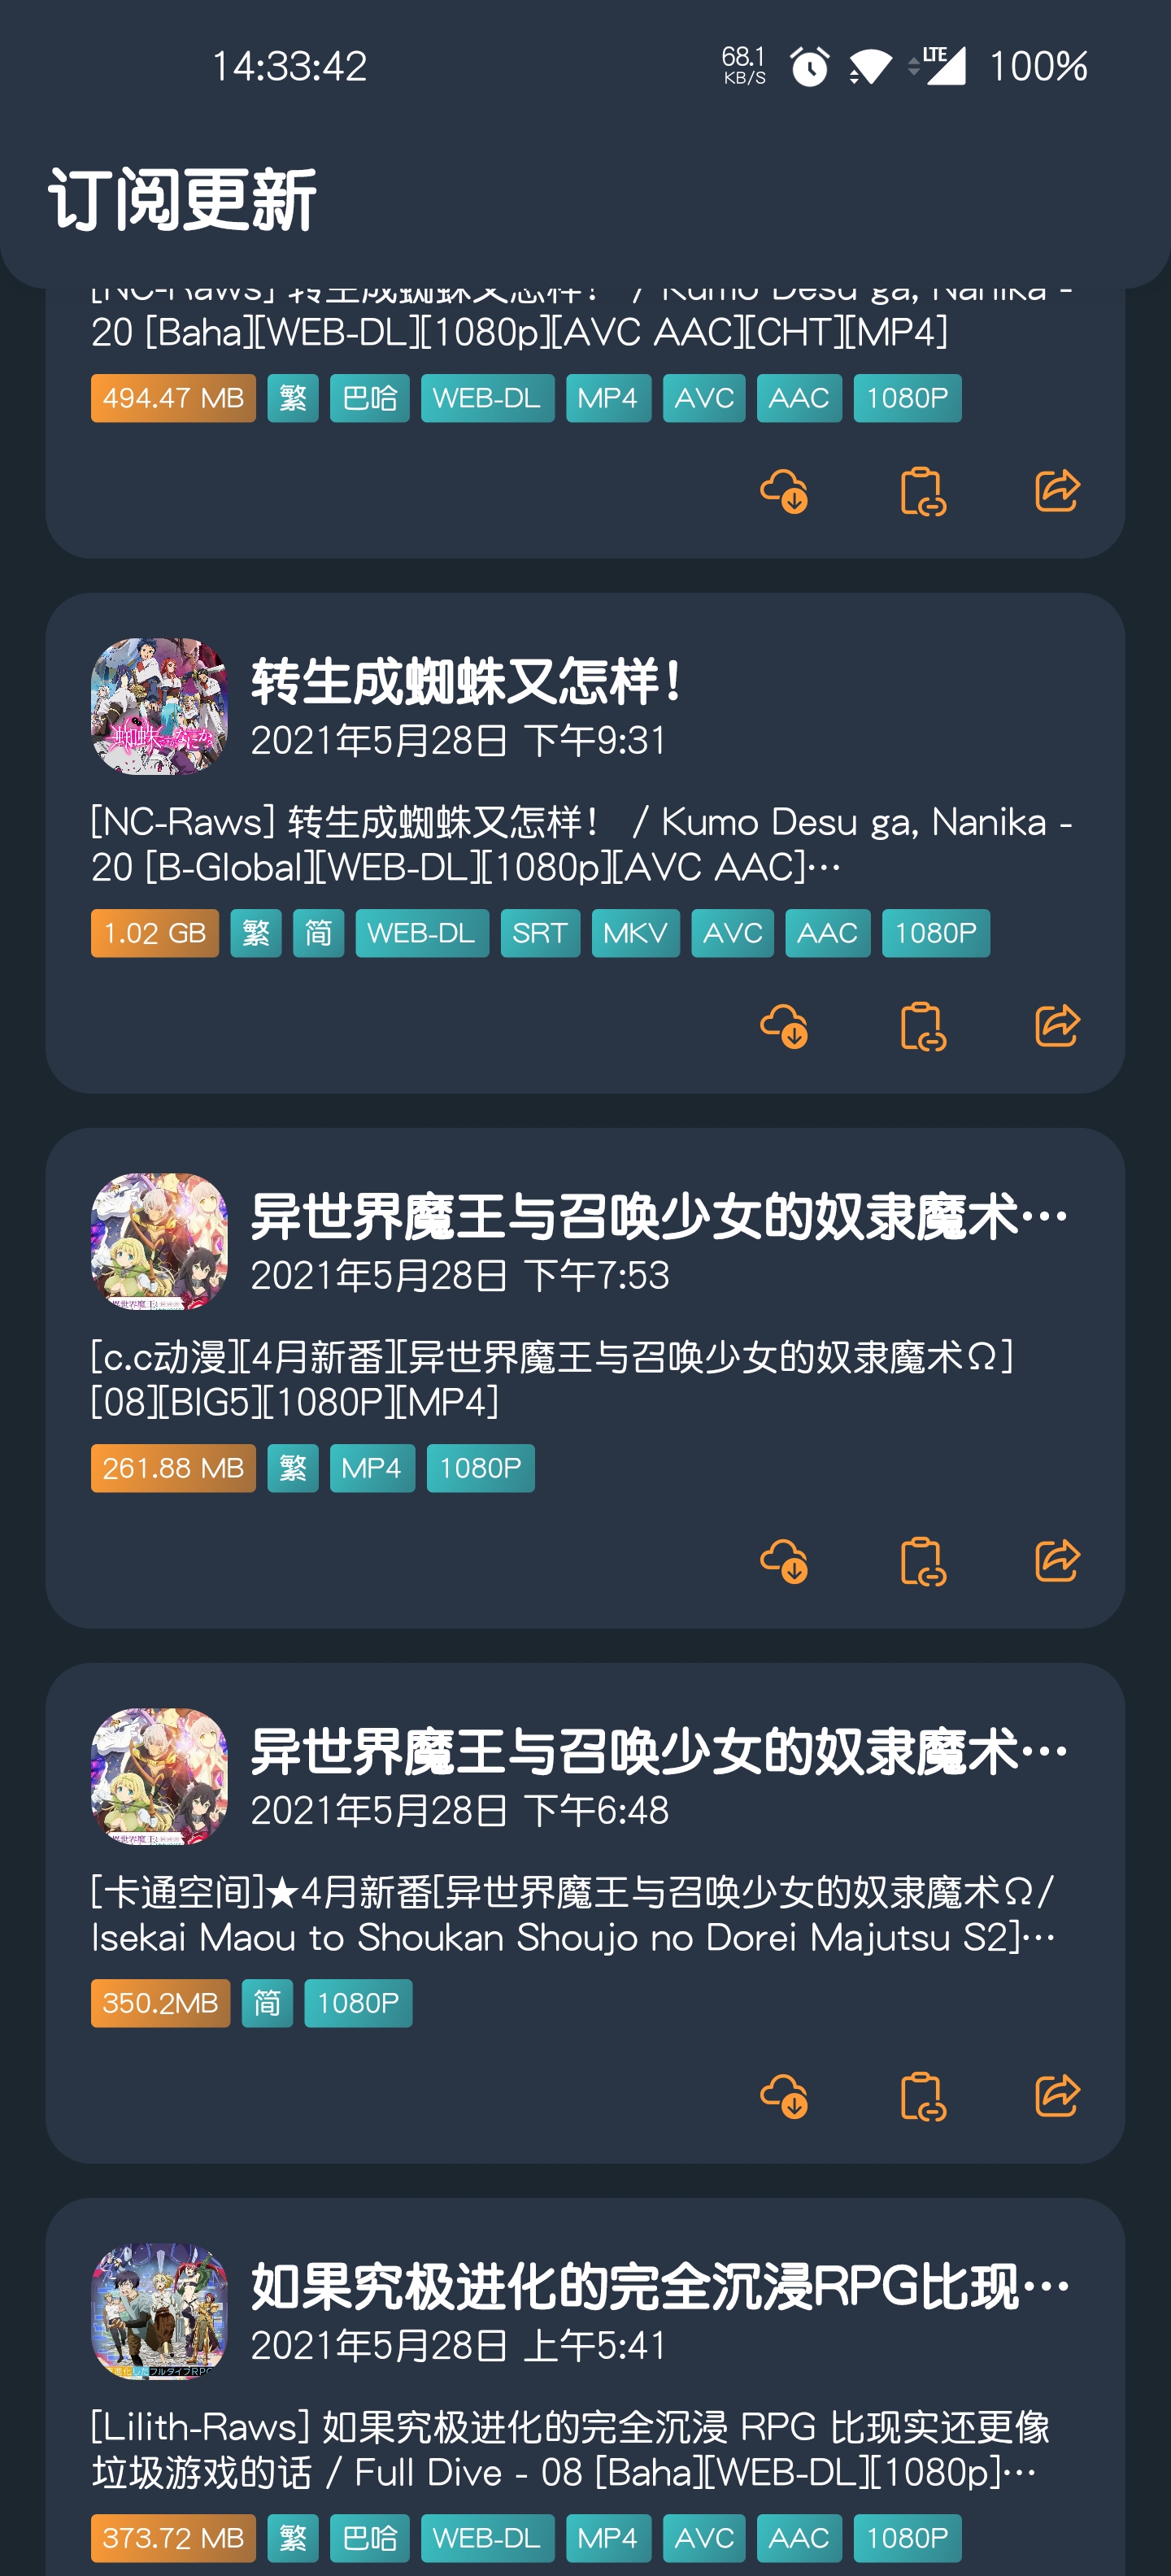 14:33:42
68.1
KB/S
LTE
100%
订阅更新
[NC-Raws] 转生成蜘蛛又怎样！ / Kumo Desu ga, Nanika -
20 [Baha][WEB-DL][1080p][AVC AAC][CHT][MP4]
494.47 MB 繁 巴哈 WEB-DL MP4 AVC AAC 1080P
转生成蜘蛛又怎样！
2021年5月28日 下午9:31
[NC-Raws] 转生成蜘蛛又怎样！ / Kumo Desu ga, Nanika -
20 [B-Global][WEB-DL][1080p][AVC AAC]…
1.02 GB 繁 简 WEB-DL SRT MKV AVC AAC 1080P
异世界魔王与召唤少女的奴隶魔术…
2021年5月28日 下午7:53
[c.c动漫][4月新番][异世界魔王与召唤少女的奴隶魔术Ω]
[08][BIG5][1080P][MP4]
261.88 MB 繁 MP4 1080P
异世界魔王与召唤少女的奴隶魔术…
2021年5月28日 下午6:48
[卡通空间]★4月新番[异世界魔王与召唤少女的奴隶魔术Ω/
Isekai Maou to Shoukan Shoujo no Dorei Majutsu S2]…
350.2MB 简 1080P
如果究极进化的完全沉浸RPG比现…
2021年5月28日 上午5:41
[Lilith-Raws] 如果究极进化的完全沉浸 RPG 比现实还更像
垃圾游戏的话 / Full Dive - 08 [Baha][WEB-DL][1080p]…
373.72 MB 繁 巴哈 WEB-DL MP4 AVC AAC 1080P